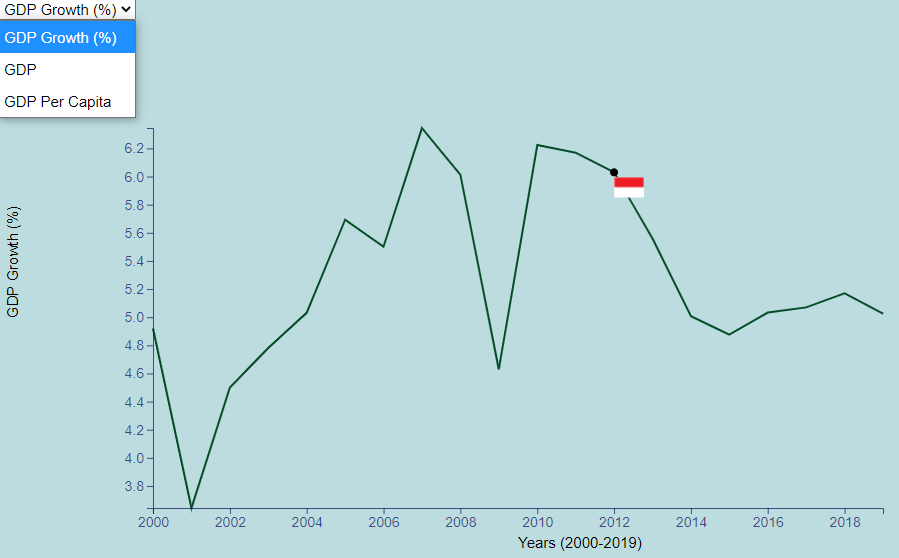 GDP Growth (%)
GDP Growth (%)
GDP
GDP Per Capita
6.2
6.0
5.8
5.6
5.4
5.2
5.0
4.8
4.6
4.4
4.2
4.0
3.8
GDP Growth (%)
2000 2002 2004 2006 2008 2010 2012 2014 2016 2018
Years (2000-2019)